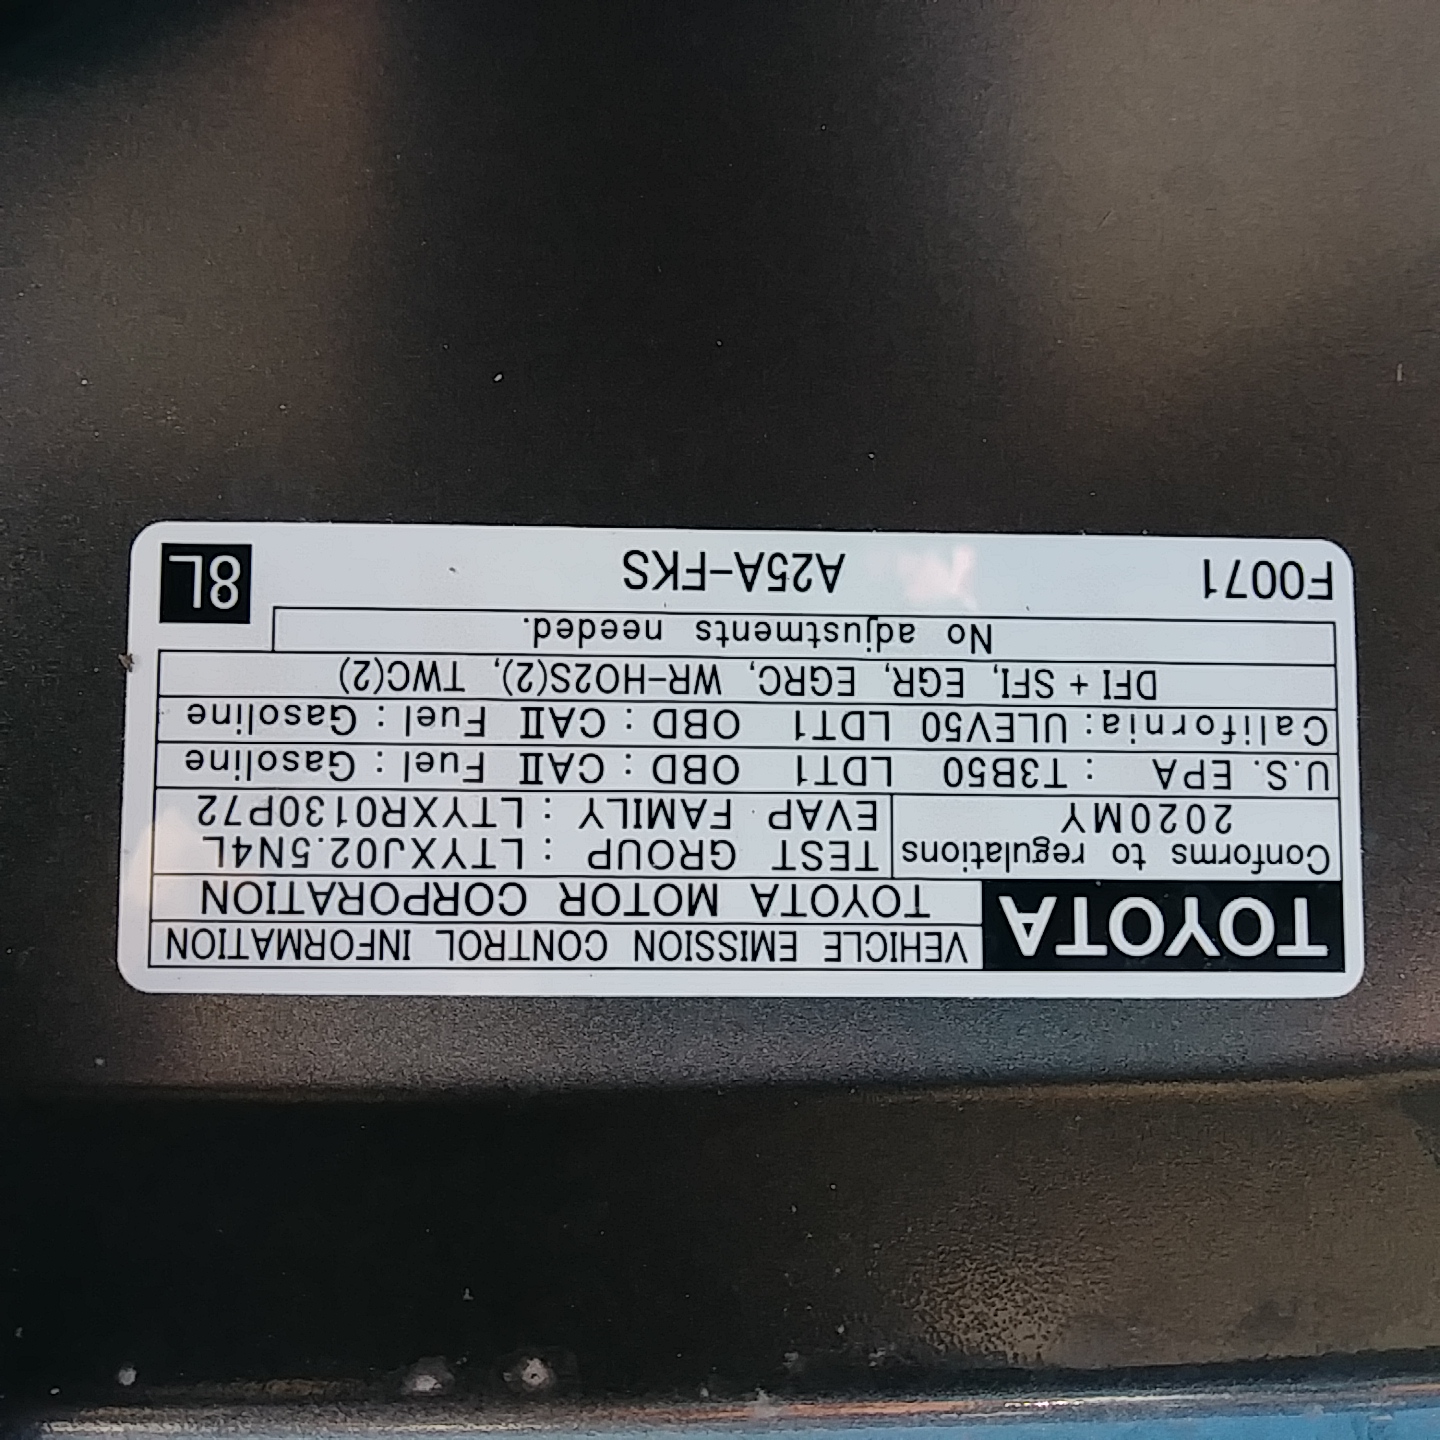 TOYOTA
VEHICLE EMISSION CONTROL INFORMATION
TOYOTA MOTOR CORPORATION
Conforms to regulations
2020MY
TEST GROUP : LTYXJ02.5N4L
EVAP FAMILY : LTYXR0130P72
U.S. EPA : T3B50 LDT1 OBD : CAⅡ Fuel : Gasoline
California : ULEV50 LDT1 OBD : CAⅡ Fuel : Gasoline
DFI + SFI, EGR, EGRC, WR-HO2S(2), TWC(2)
No adjustments needed.
F0071 A25A-FKS 8L